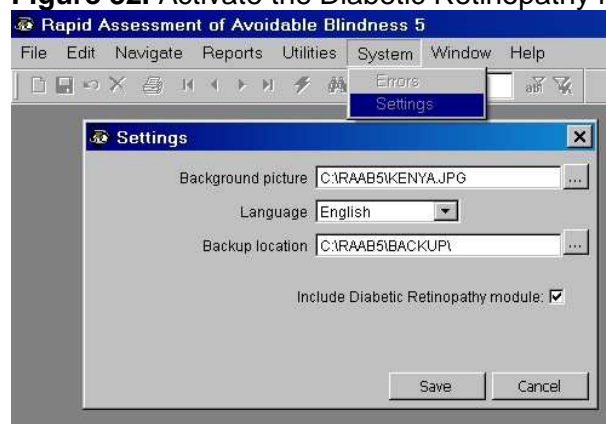 Figure 32. Activate the Diabetic Retinopathy
Rapid Assessment of Avoidable Blindness 5
File Edit Navigate Reports Utilities System Window Help
Errors
Settings
Settings
Background picture C:\RAAB5\KENYA.JPG ...
Language English
Backup location C:\RAAB5\BACKUP\ ...
Include Diabetic Retinopathy module:
Save Cancel